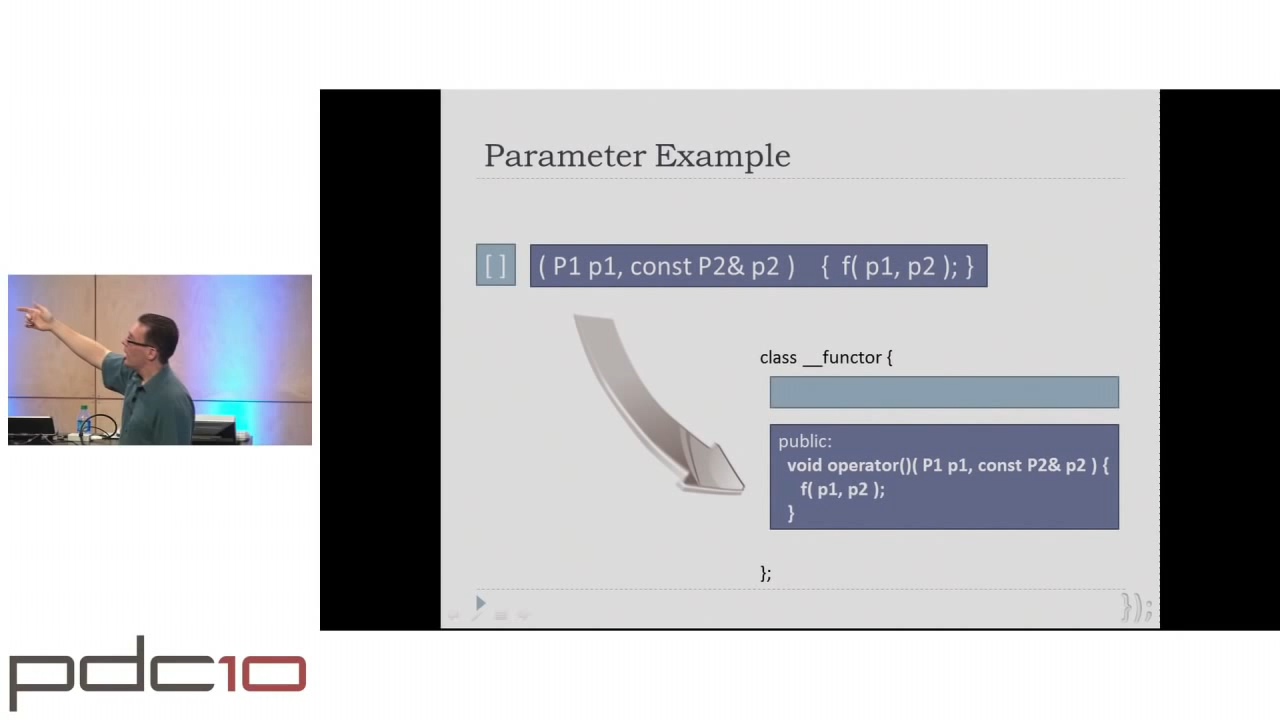 Parameter Example
[ ] ( P1 p1, const P2& p2 ) { f( p1, p2 ); }
class __functor {
public:
void operator()( P1 p1, const P2& p2 ) {
f( p1, p2 );
}
};
});
pdc10